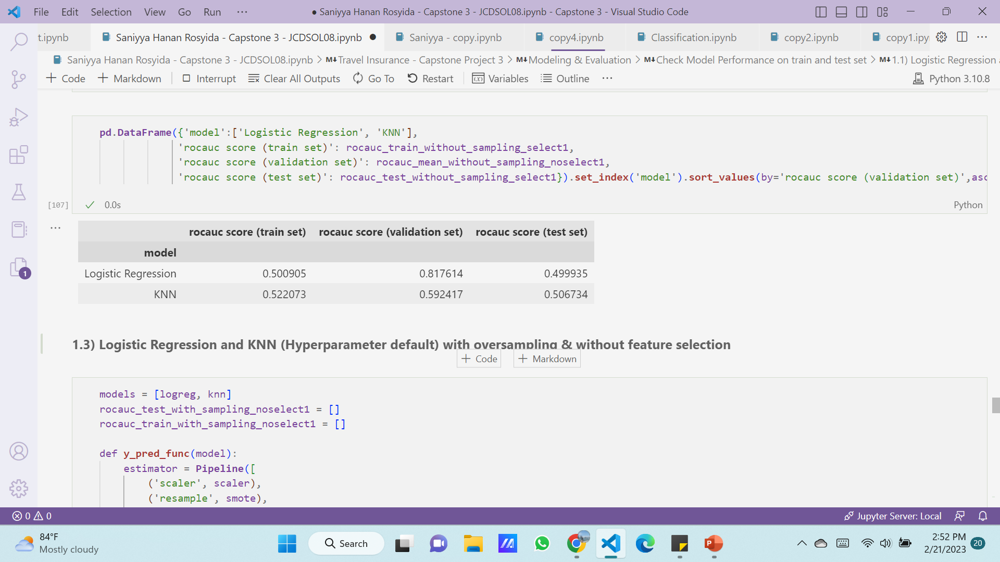 File Edit Selection View Go Run ···
● Saniyya Hanan Rosyida - Capstone 3 - JCDSOL08.ipynb - Capstone 3 - Visual Studio Code
t.ipynb Saniyya Hanan Rosyida - Capstone 3 - JCDSOL08.ipynb ● Saniyya - copy.ipynb copy4.ipynb Classification.ipynb copy2.ipynb copy1.ipy ···
Saniyya Hanan Rosyida - Capstone 3 - JCDSOL08.ipynb > M↓Travel Insurance - Capstone Project 3 > M↓Modeling & Evaluation > M↓Check Model Performance on train and test set > M↓1.1) Logistic Regression a
+ Code + Markdown Interrupt Clear All Outputs Go To Restart Variables Outline ··· Python 3.10.8
pd.DataFrame({'model':['Logistic Regression', 'KNN'],
'rocauc score (train set)': rocauc_train_without_sampling_select1,
'rocauc score (validation set)': rocauc_mean_without_sampling_noselect1,
'rocauc score (test set)': rocauc_test_without_sampling_select1}).set_index('model').sort_values(by='rocauc score (validation set)',asc
[107] ✓ 0.0s Python
···
rocauc score (train set) rocauc score (validation set) rocauc score (test set)
model
Logistic Regression 0.500905 0.817614 0.499935
KNN 0.522073 0.592417 0.506734
1.3) Logistic Regression and KNN (Hyperparameter default) with oversampling & without feature selection
+ Code + Markdown
models = [logreg, knn]
rocauc_test_with_sampling_noselect1 = []
rocauc_train_with_sampling_noselect1 = []
def y_pred_func(model):
estimator = Pipeline([
('scaler', scaler),
('resample', smote),
1
0 0
Jupyter Server: Local
84°F
Mostly cloudy
Search
2:52 PM
2/21/2023
20